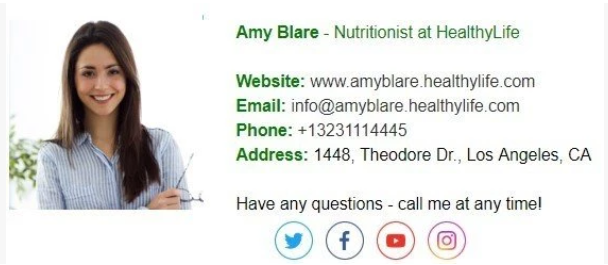 Amy Blare - Nutritionist at HealthyLife
Website: www.amyblare.healthylife.com
Email: info@amyblare.healthylife.com
Phone: +13231114445
Address: 1448, Theodore Dr., Los Angeles, CA
Have any questions - call me at any time!